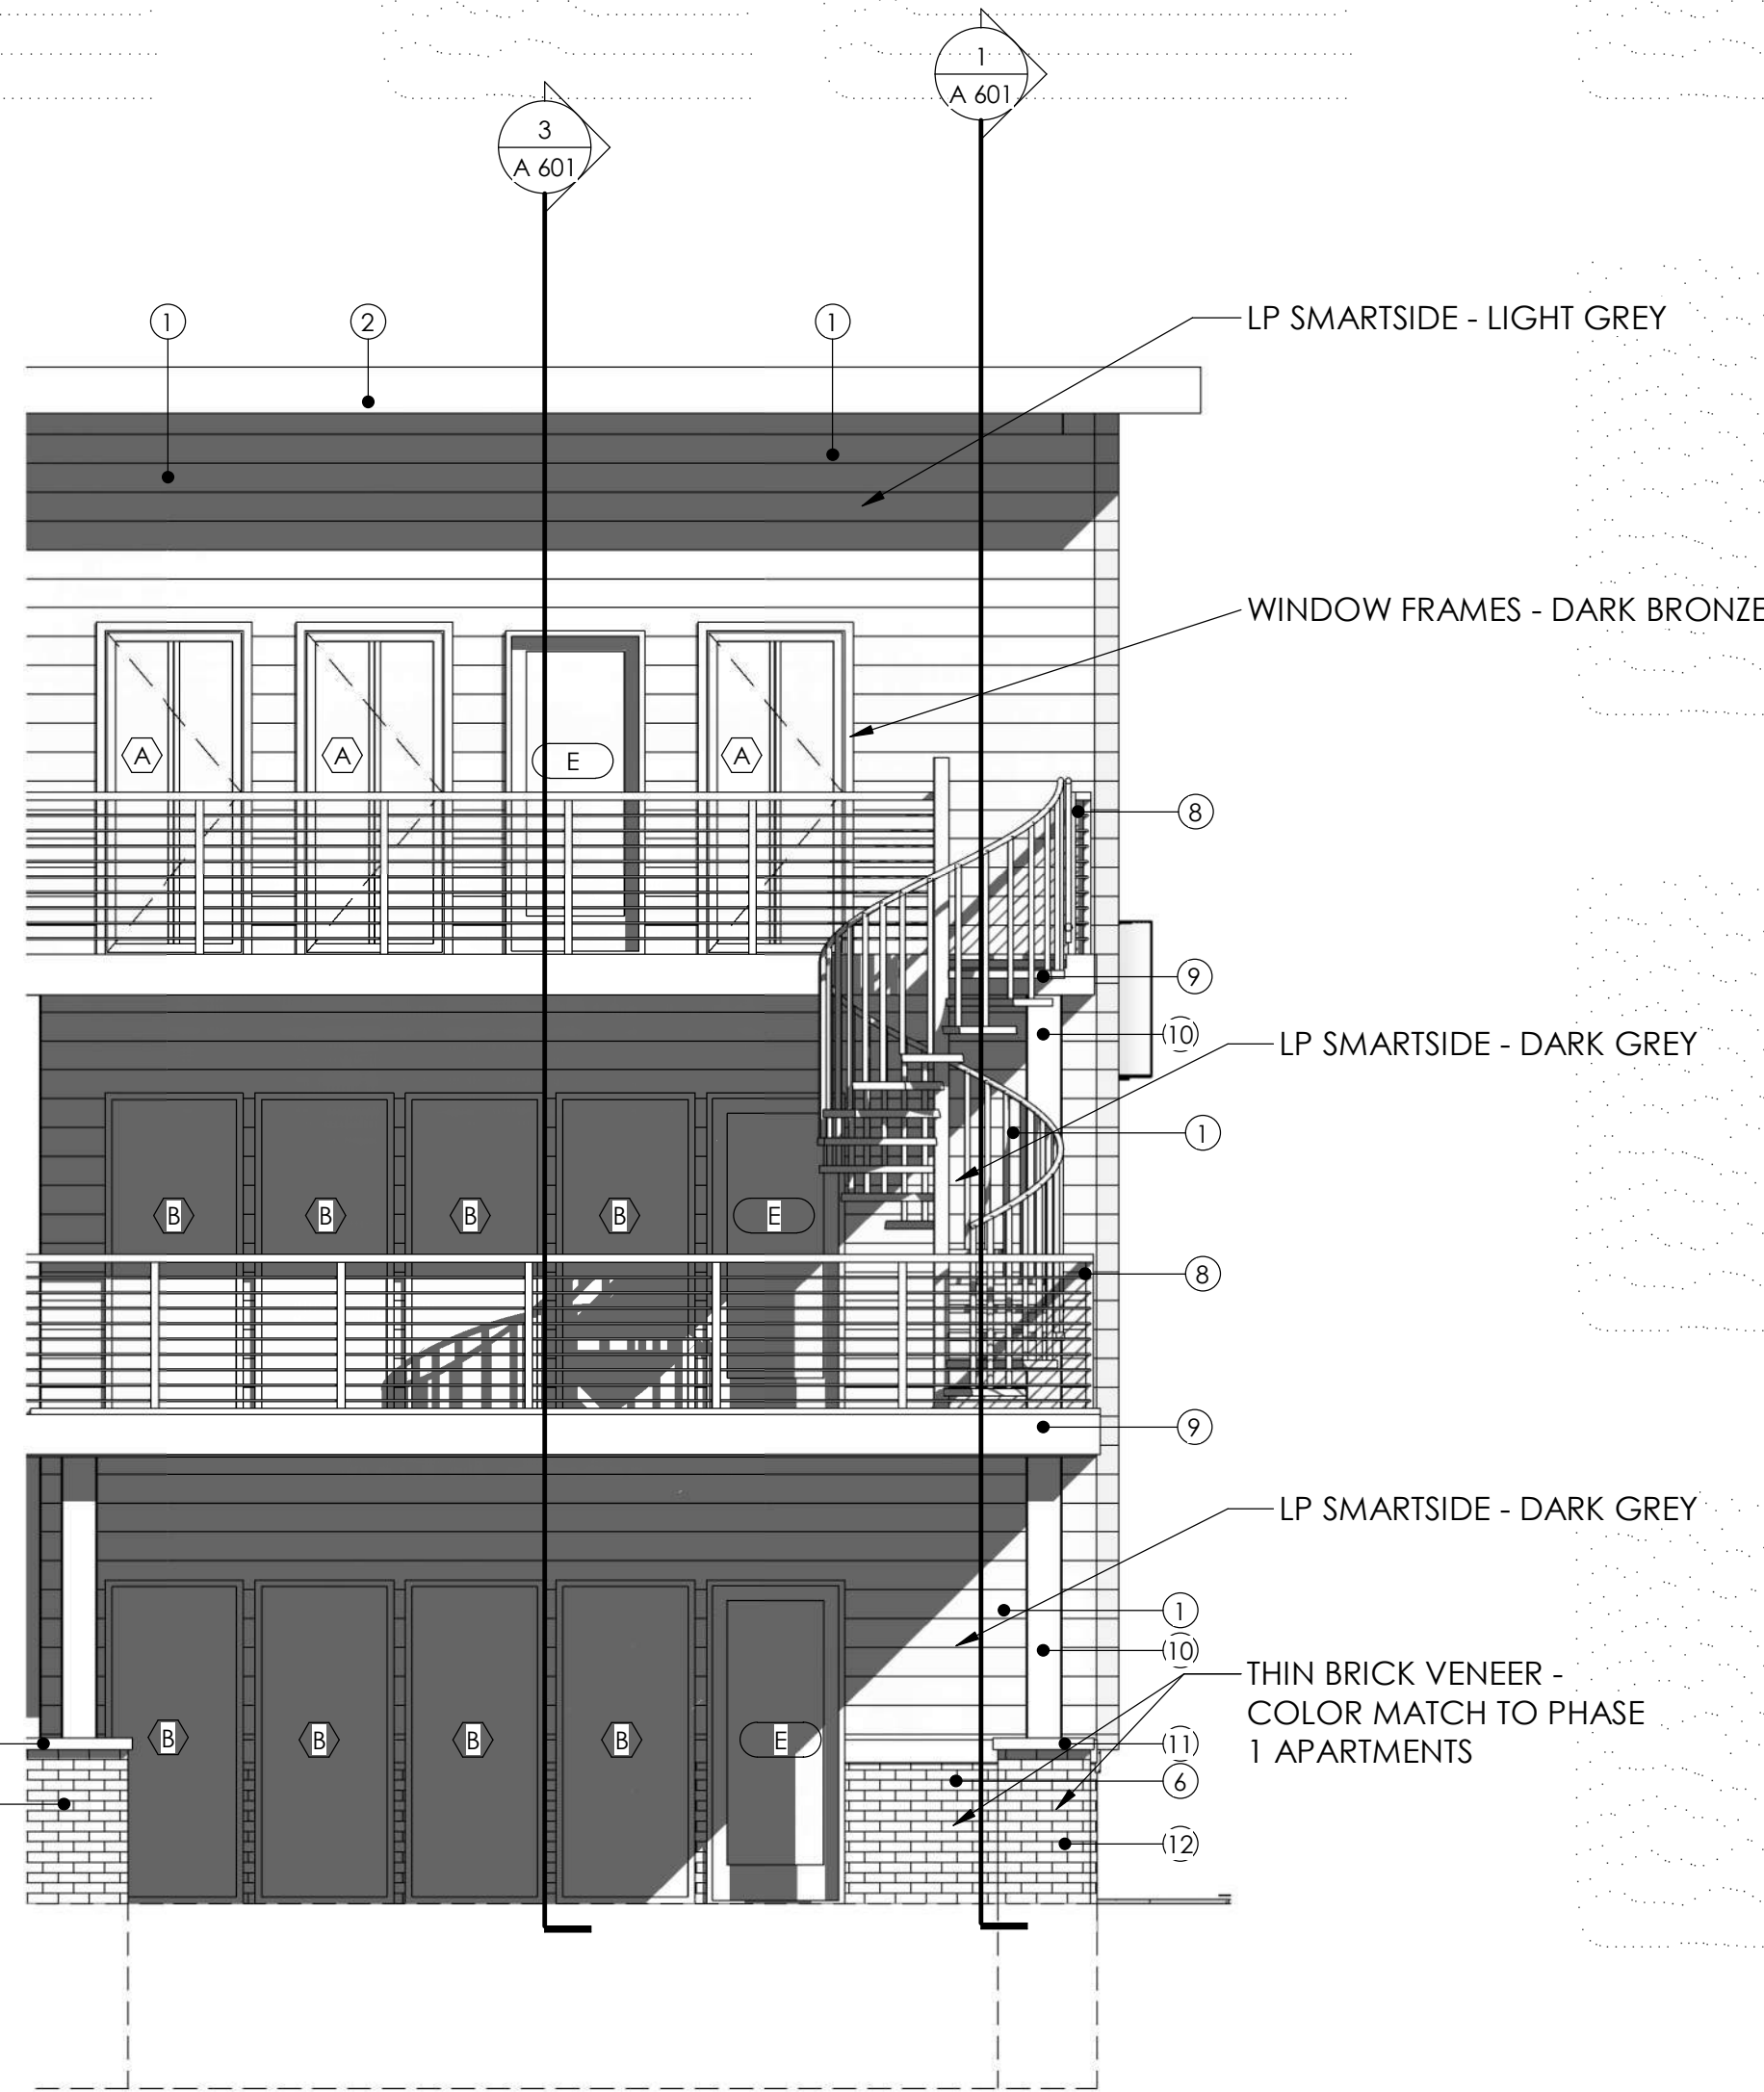 1
A 601
3
A 601
1
2
1
LP SMARTSIDE - LIGHT GREY
WINDOW FRAMES - DARK BRONZE
A
A
E
A
8
9
10
LP SMARTSIDE - DARK GREY
1
B
B
B
B
E
8
9
LP SMARTSIDE - DARK GREY
1
10
THIN BRICK VENEER -
COLOR MATCH TO PHASE
1 APARTMENTS
B
B
B
B
E
11
6
12